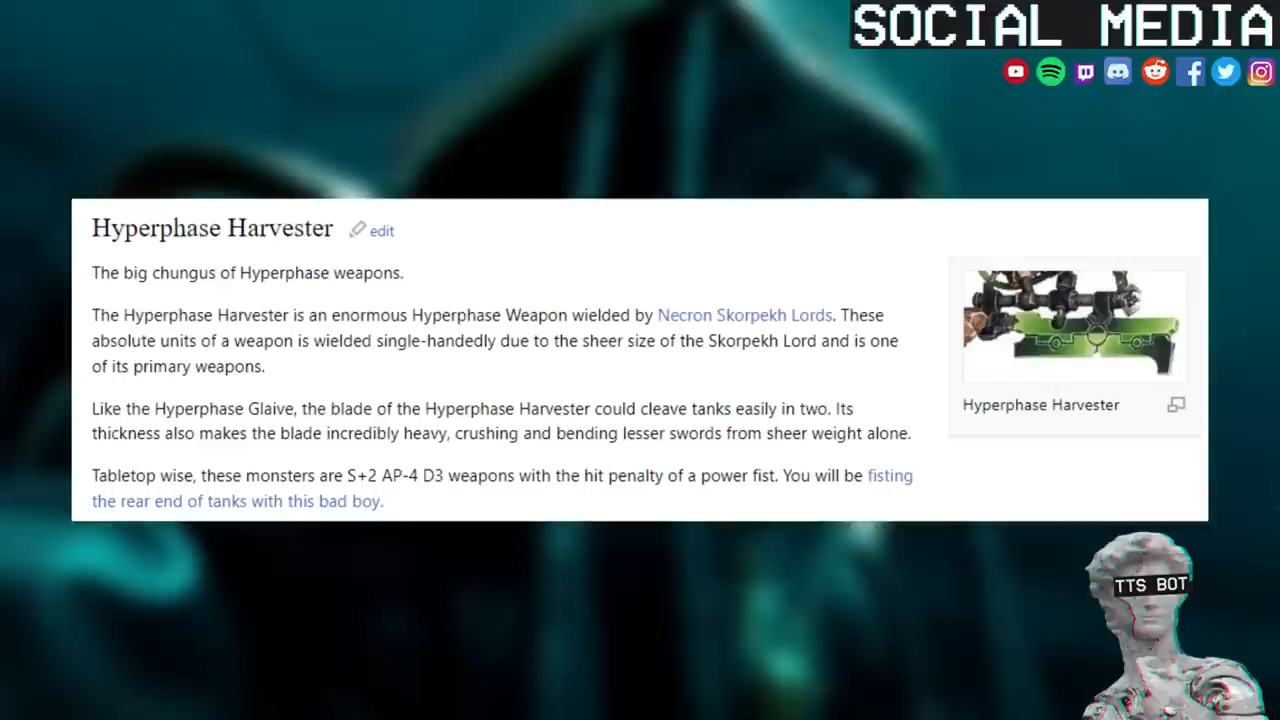 SOCIAL MEDIA
Hyperphase Harvester edit
The big chungus of Hyperphase weapons.
The Hyperphase Harvester is an enormous Hyperphase Weapon wielded by Necron Skorpekh Lords. These
absolute units of a weapon is wielded single-handedly due to the sheer size of the Skorpekh Lord and is one
of its primary weapons.
Like the Hyperphase Glaive, the blade of the Hyperphase Harvester could cleave tanks easily in two. Its
thickness also makes the blade incredibly heavy, crushing and bending lesser swords from sheer weight alone.
Tabletop wise, these monsters are S+2 AP-4 D3 weapons with the hit penalty of a power fist. You will be fisting
the rear end of tanks with this bad boy.
Hyperphase Harvester
TTS BOT